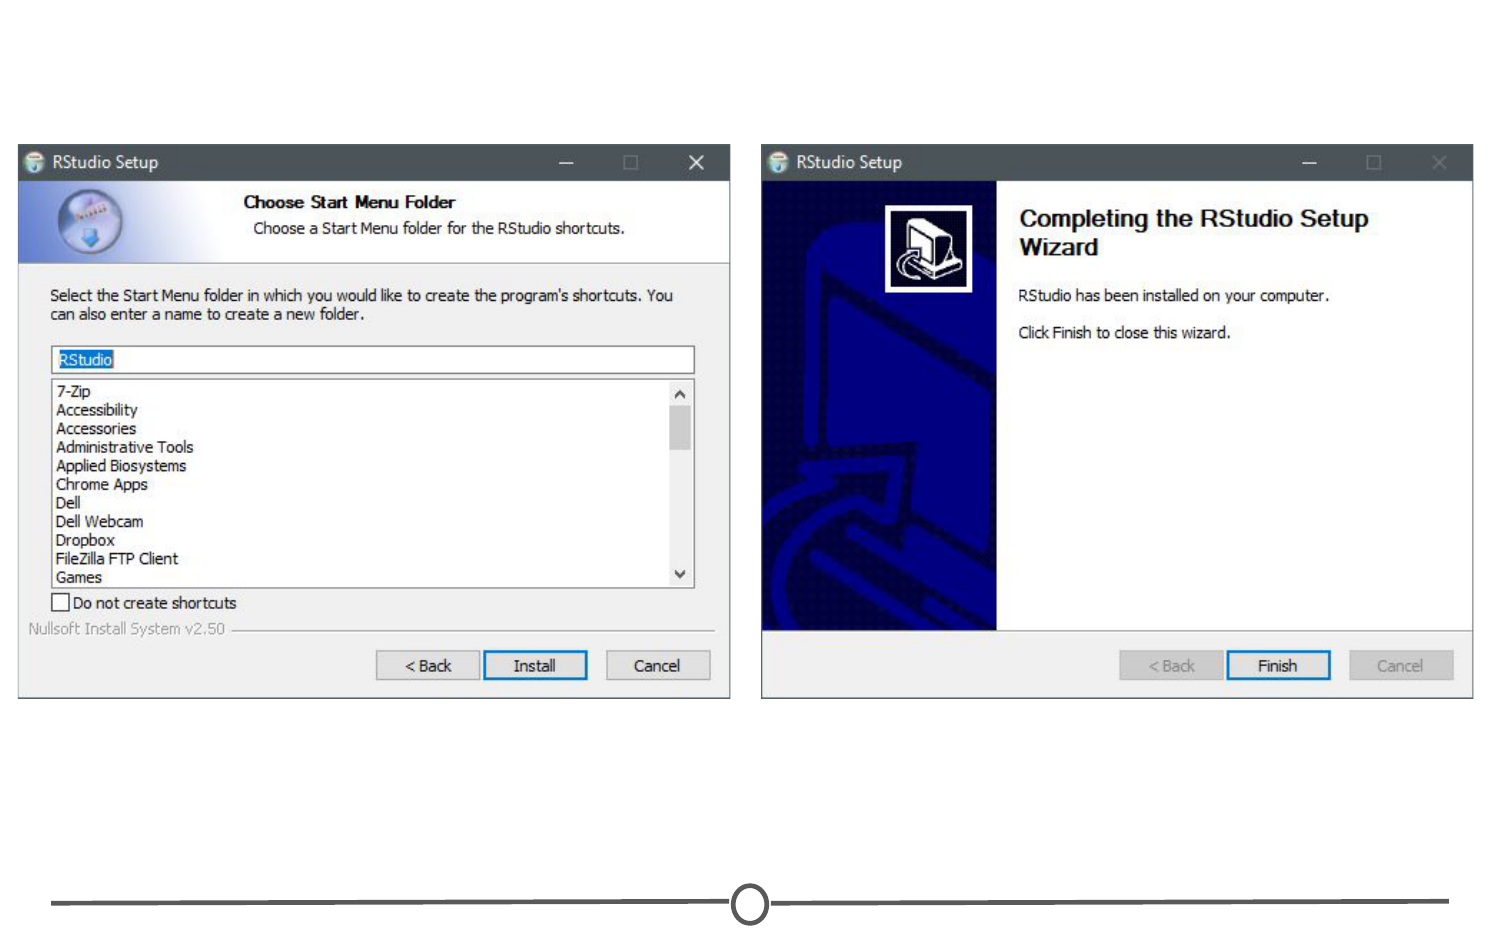 RStudio Setup
Choose Start Menu Folder
Choose a Start Menu folder for the RStudio shortcuts.
Select the Start Menu folder in which you would like to create the program's shortcuts. You
can also enter a name to create a new folder.
RStudio
7-Zip
Accessibility
Accessories
Administrative Tools
Applied Biosystems
Chrome Apps
Dell
Dell Webcam
Dropbox
FileZilla FTP Client
Games
Do not create shortcuts
Nullsoft Install System v2.50
< Back
Install
Cancel
RStudio Setup
Completing the RStudio Setup
Wizard
RStudio has been installed on your computer.
Click Finish to close this wizard.
< Back
Finish
Cancel